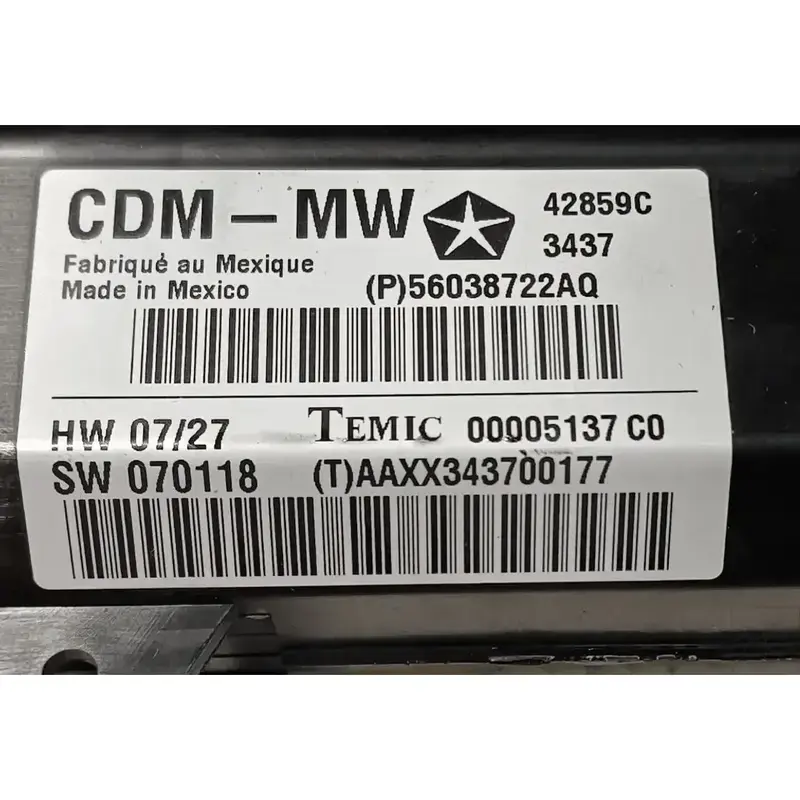 CDM – MW 42859C
3437
Fabriqué au Mexique
Made in Mexico (P)56038722AQ
HW 07/27 TEMIC 00005137 C0
SW 070118 (T)AAXX343700177